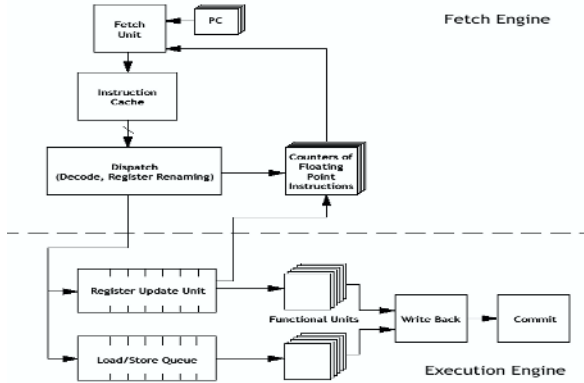 Fetch
Unit
PC
Fetch Engine
Instruction
Cache
Dispatch
(Decode, Register Renaming)
Counters of
Floating
Point
Instructions
Register Update Unit
Functional Units
Write Back
Commit
Load/Store Queue
Execution Engine